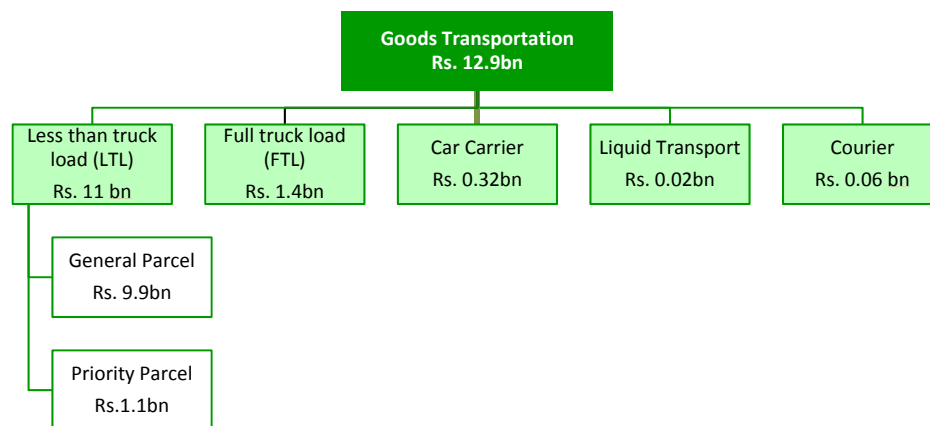 Goods Transportation
Rs. 12.9bn
Less than truck
load (LTL)
Rs. 11 bn
Full truck load
(FTL)
Rs. 1.4bn
Car Carrier
Rs. 0.32bn
Liquid Transport
Rs. 0.02bn
Courier
Rs. 0.06 bn
General Parcel
Rs. 9.9bn
Priority Parcel
Rs.1.1bn